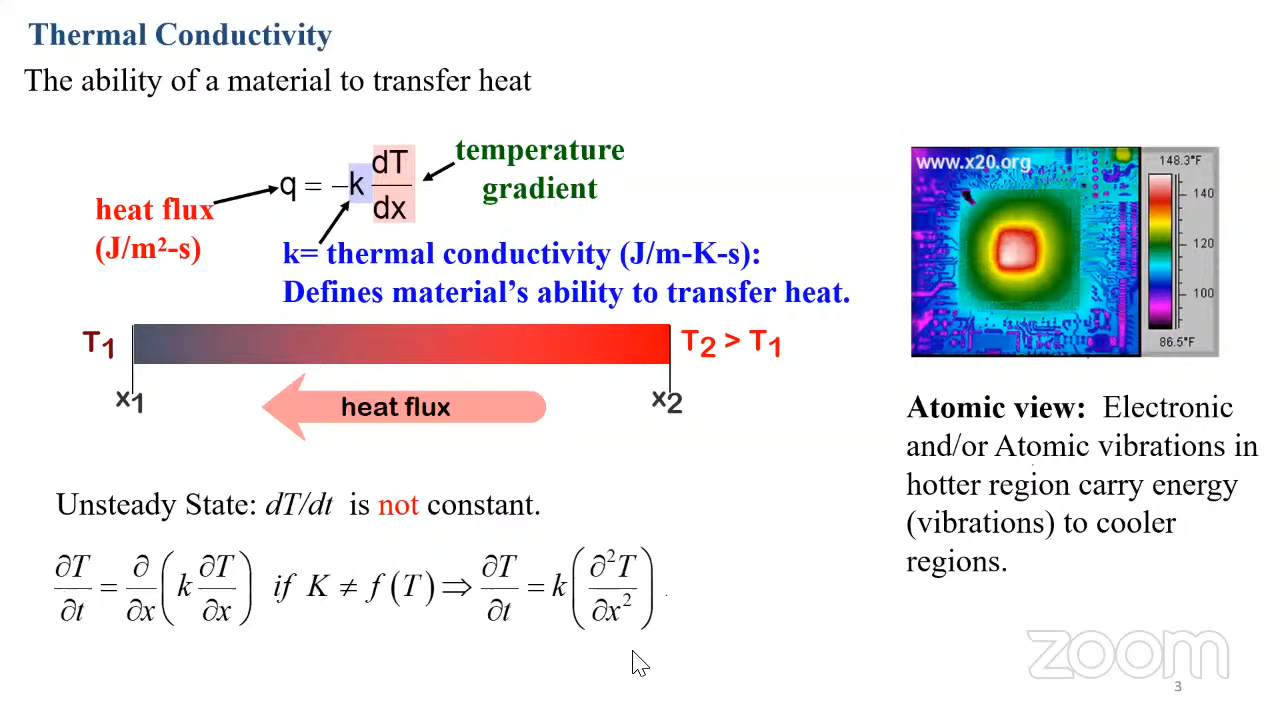 Thermal Conductivity
The ability of a material to transfer heat
q = −k dT/dx
temperature
gradient
heat flux
(J/m²-s)
k= thermal conductivity (J/m-K-s):
Defines material’s ability to transfer heat.
T₁
T₂ > T₁
x₁
x₂
heat flux
www.x20.org
148.3°F
140
120
100
86.5°F
Atomic view: Electronic
and/or Atomic vibrations in
hotter region carry energy
(vibrations) to cooler
regions.
Unsteady State: dT/dt is not constant.
∂T/∂t = ∂/∂x (k ∂T/∂x) if K ≠ f (T) ⇒ ∂T/∂t = k (∂²T/∂x²)
zoom
3